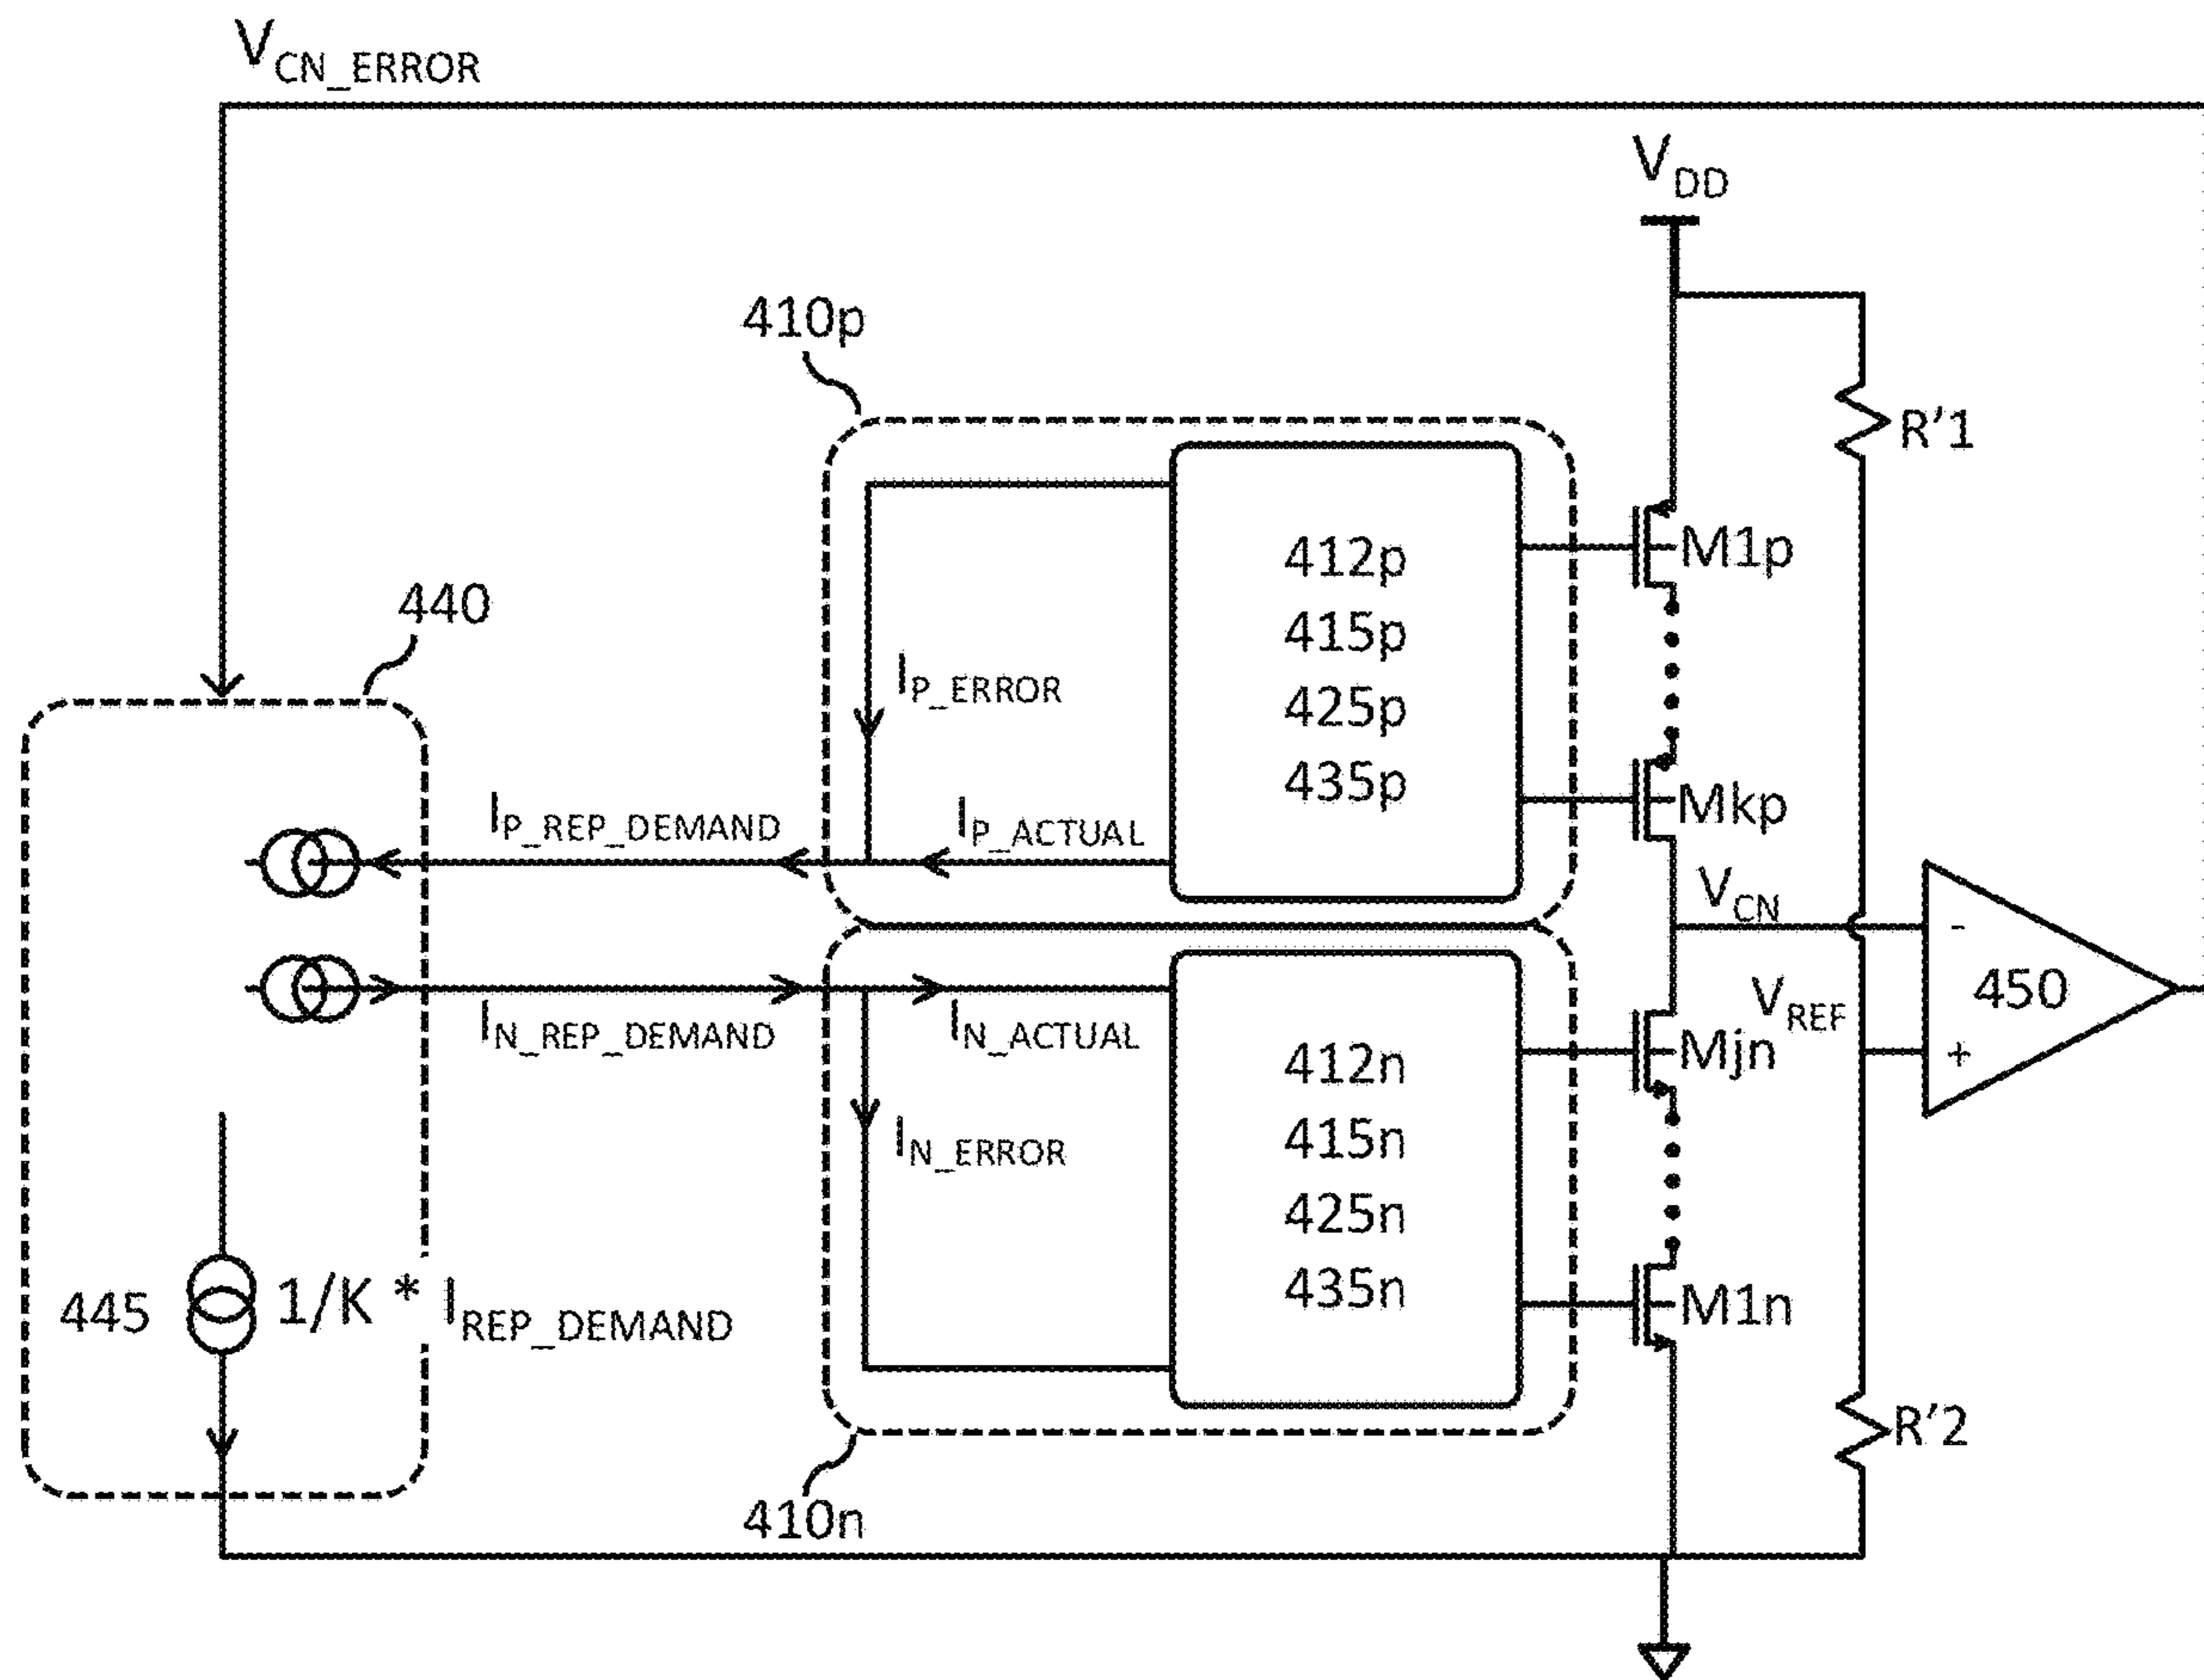 V_CN_ERROR
V_DD
410p
R'1
412p
M1p
440
415p
I_P_ERROR
425p
435p
Mkp
I_P_REP_DEMAND
I_P_ACTUAL
V_CN
-
450
V_REF
I_N_REP_DEMAND
I_N_ACTUAL
+
Mjn
412n
I_N_ERROR
415n
425n
435n
M1n
445
1/K * I_REP_DEMAND
R'2
410n